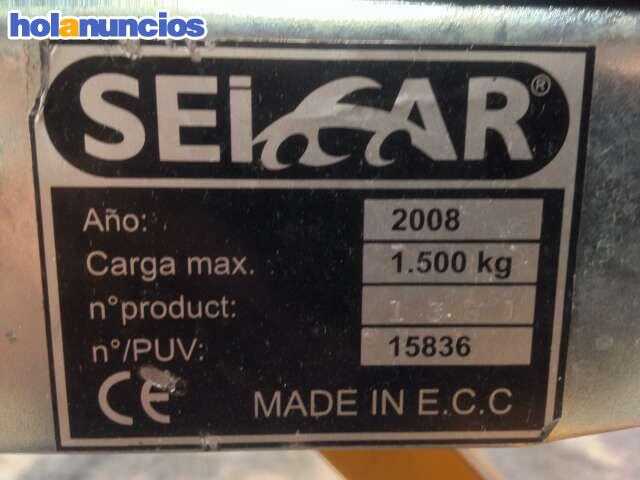 holanuncios
SEiCAR®
Año: 2008
Carga max. 1.500 kg
n°product:
n°/PUV: 15836
CE MADE IN E.C.C